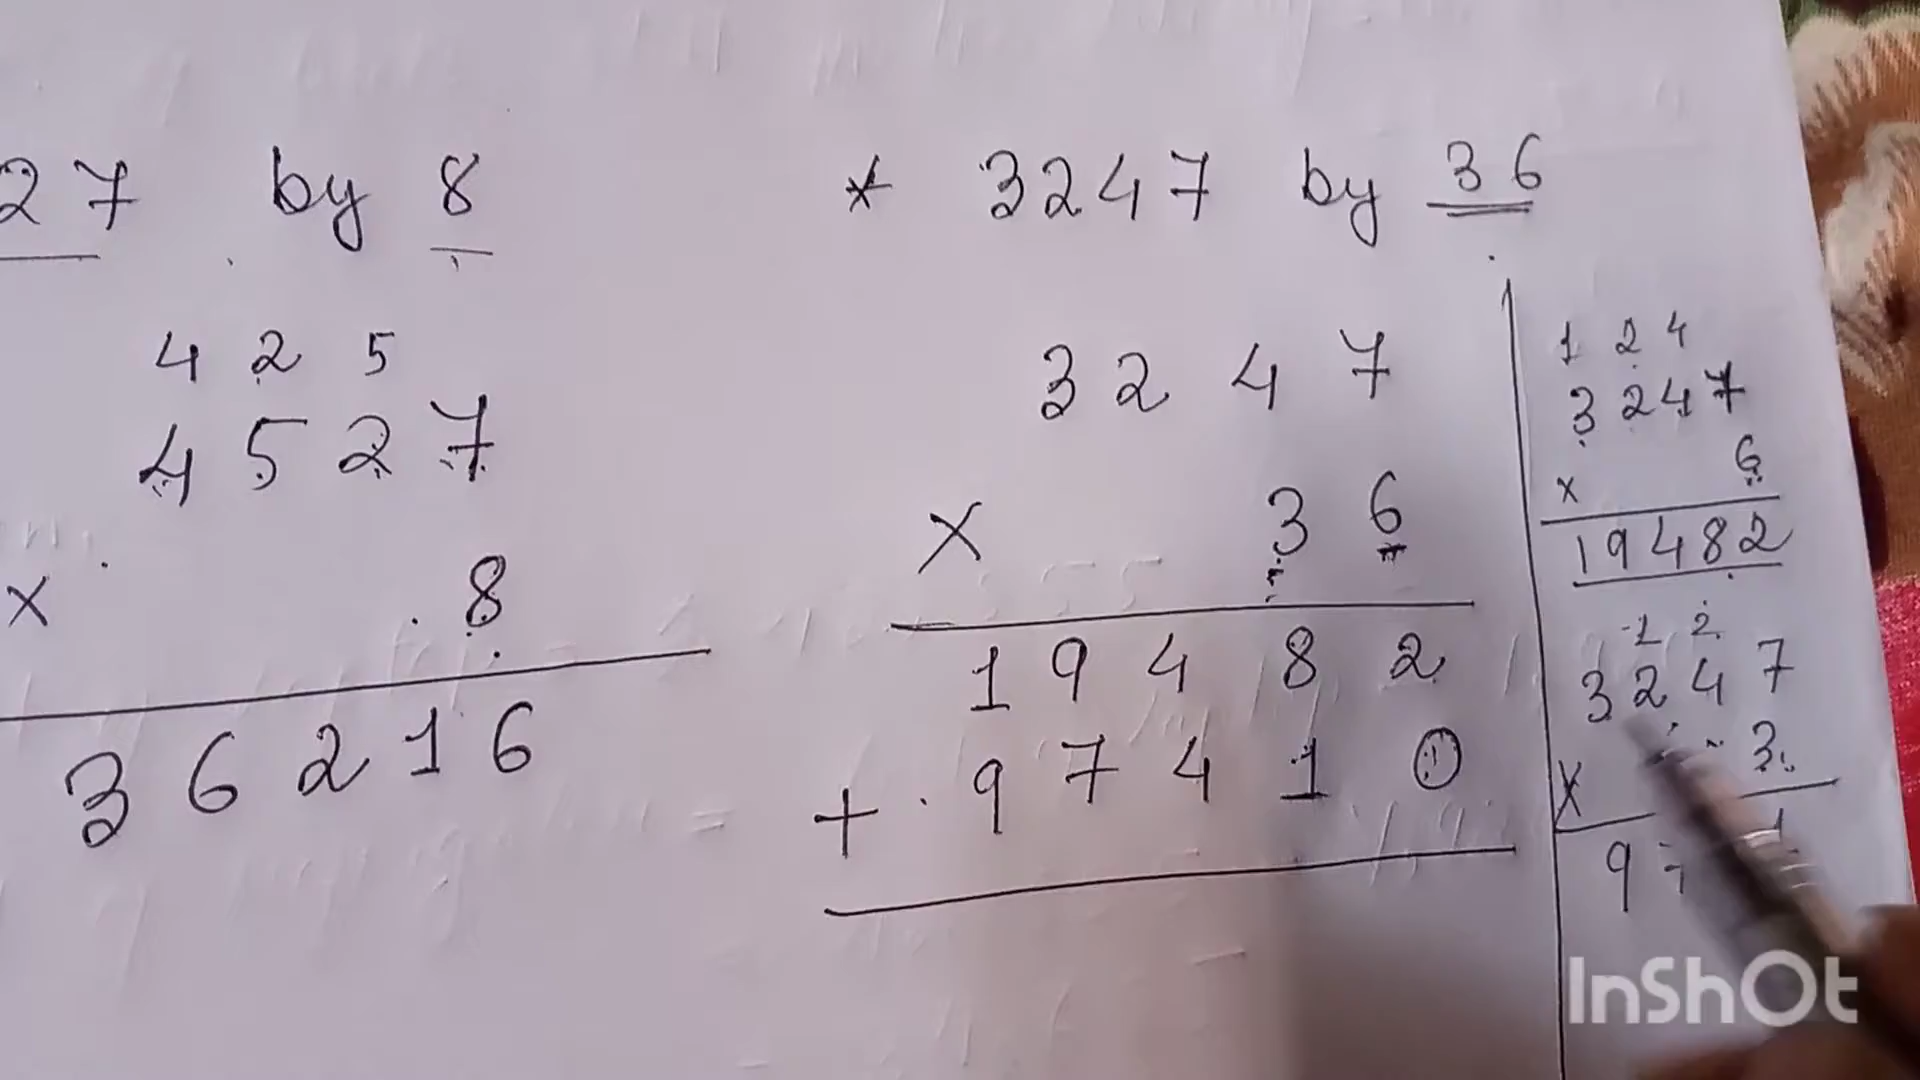 27 by 8
4 2 5
4 5 2 7
x 8
3 6 2 1 6
* 3247 by 36
3 2 4 7
x 3 6
1 9 4 8 2
+ 9 7 4 1 0
1 2 4
3 2 4 7
x 6
1 9 4 8 2
1 2
3 2 4 7
x 3
9 7 1
InShOt